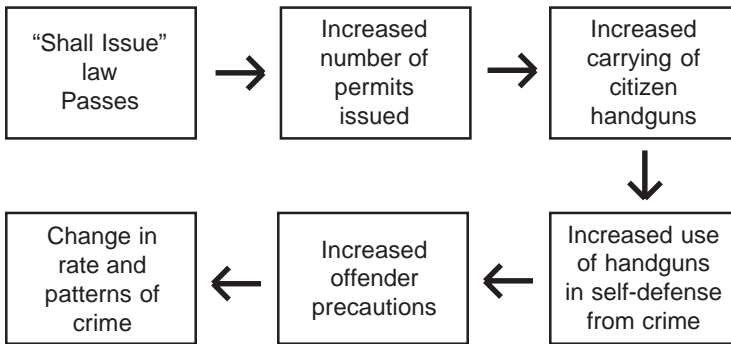 “Shall Issue”
law
Passes
Increased
number of
permits
issued
Increased
carrying of
citizen
handguns
Increased use
of handguns
in self-defense
from crime
Increased
offender
precautions
Change in
rate and
patterns of
crime